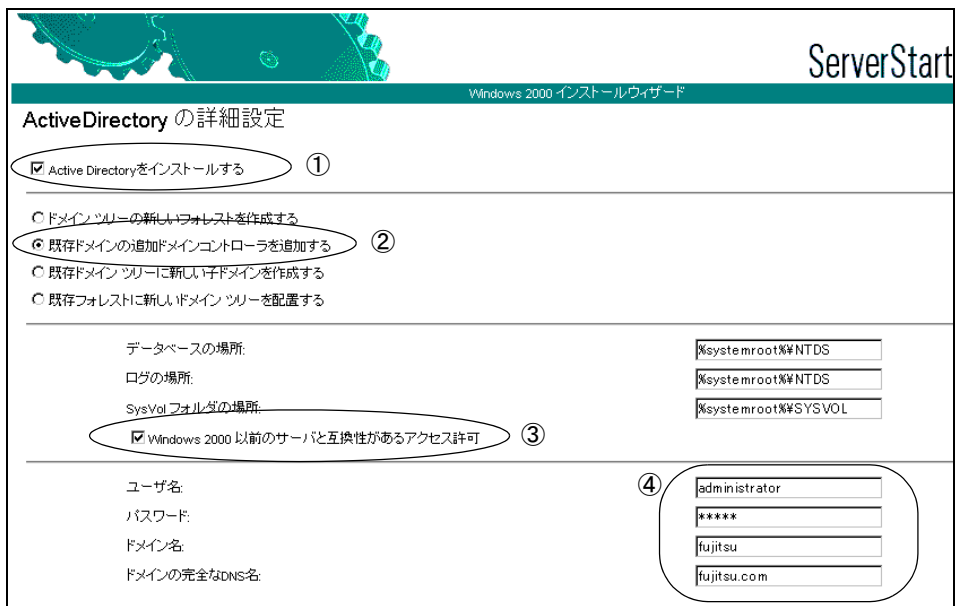 ServerStart
Windows 2000 インストールウィザード
ActiveDirectory の詳細設定
Active Directoryをインストールする ①
ドメイン ツリーの新しいフォレストを作成する
既存ドメインの追加ドメインコントローラを追加する ②
既存ドメイン ツリーに新しい子ドメインを作成する
既存フォレストに新しいドメイン ツリーを配置する
データベースの場所: %systemroot%¥NTDS
ログの場所: %systemroot%¥NTDS
SysVol フォルダの場所: %systemroot%¥SYSVOL
Windows 2000 以前のサーバと互換性があるアクセス許可 ③
ユーザ名: ④ administrator
パスワード: *****
ドメイン名: fujitsu
ドメインの完全なDNS名: fujitsu.com